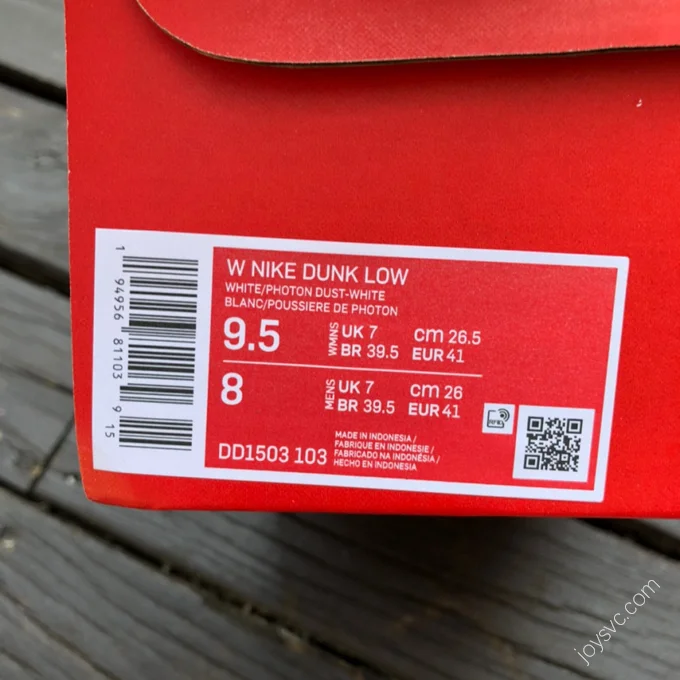 W NIKE DUNK LOW
WHITE/PHOTON DUST-WHITE
BLANC/POUSSIERE DE PHOTON
9.5 WMNS UK 7 cm 26.5
BR 39.5 EUR 41
8 MENS UK 7 cm 26
BR 39.5 EUR 41
DD1503 103
MADE IN INDONESIA /
FABRIQUE EN INDONESIE /
FABRICADO NA INDONÉSIA /
HECHO EN INDONESIA
1 94956 81103 9 15
RFID
joysvc.com